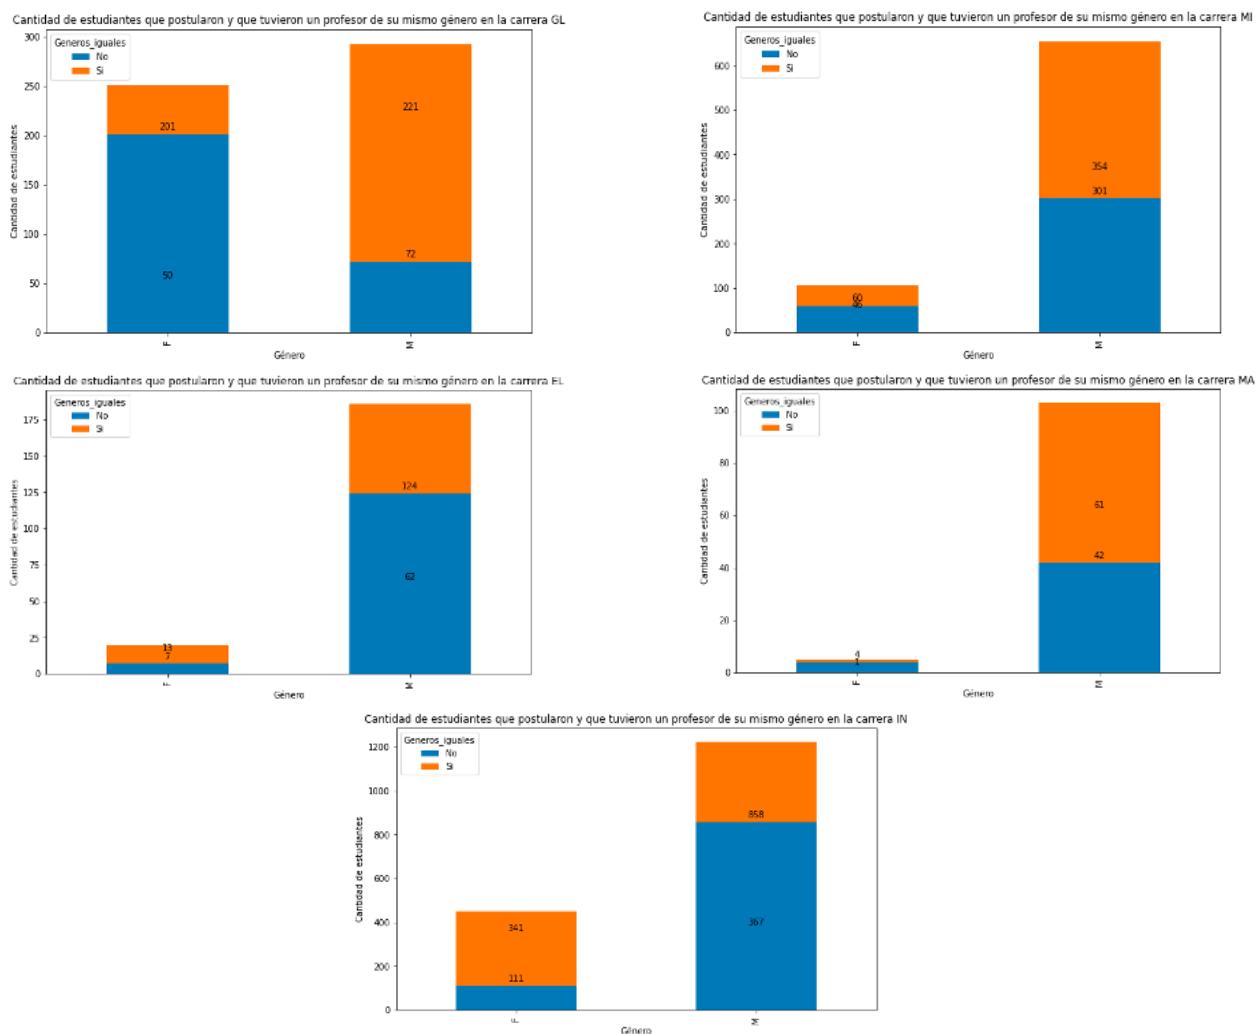 Cantidad de estudiantes que postularon y que tuvieron un profesor de su mismo género en la carrera GL
Generos_iguales
No
Si
Cantidad de estudiantes
300
250
200
150
100
50
0
201
50
221
72
F
M
Género
Cantidad de estudiantes que postularon y que tuvieron un profesor de su mismo género en la carrera MI
Generos_iguales
No
Si
Cantidad de estudiantes
600
500
400
300
200
100
0
60
46
354
301
F
M
Género
Cantidad de estudiantes que postularon y que tuvieron un profesor de su mismo género en la carrera EL
Generos_iguales
No
Si
Cantidad de estudiantes
175
150
125
100
75
50
25
0
13
7
124
62
F
M
Género
Cantidad de estudiantes que postularon y que tuvieron un profesor de su mismo género en la carrera MA
Generos_iguales
No
Si
Cantidad de estudiantes
100
80
60
40
20
0
4
1
61
42
F
M
Género
Cantidad de estudiantes que postularon y que tuvieron un profesor de su mismo género en la carrera IN
Generos_iguales
No
Si
Cantidad de estudiantes
1200
1000
800
600
400
200
0
341
111
858
367
F
M
Género